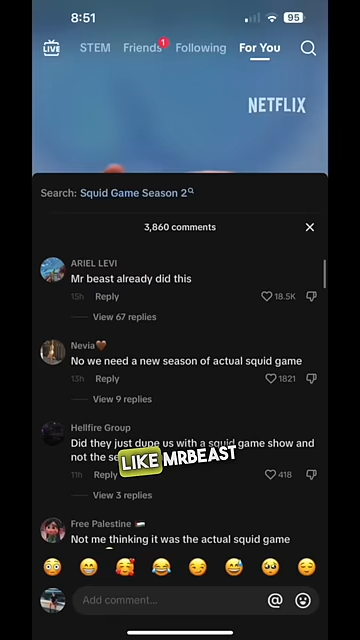 8:51
95
LIVE
STEM
Friends
1
Following
For You
NETFLIX
Search: Squid Game Season 2
3,860 comments
ARIEL LEVI
Mr beast already did this
15h Reply
18.5K
View 67 replies
Nevia🤎
No we need a new season of actual squid game
13h Reply
1821
View 9 replies
Hellfire Group
Did they just dupe us with a squid game show and
not the
11h Reply
418
LIKE MRBEAST
View 3 replies
Free Palestine 🇵🇸
Not me thinking it was the actual squid game
Add comment...
@